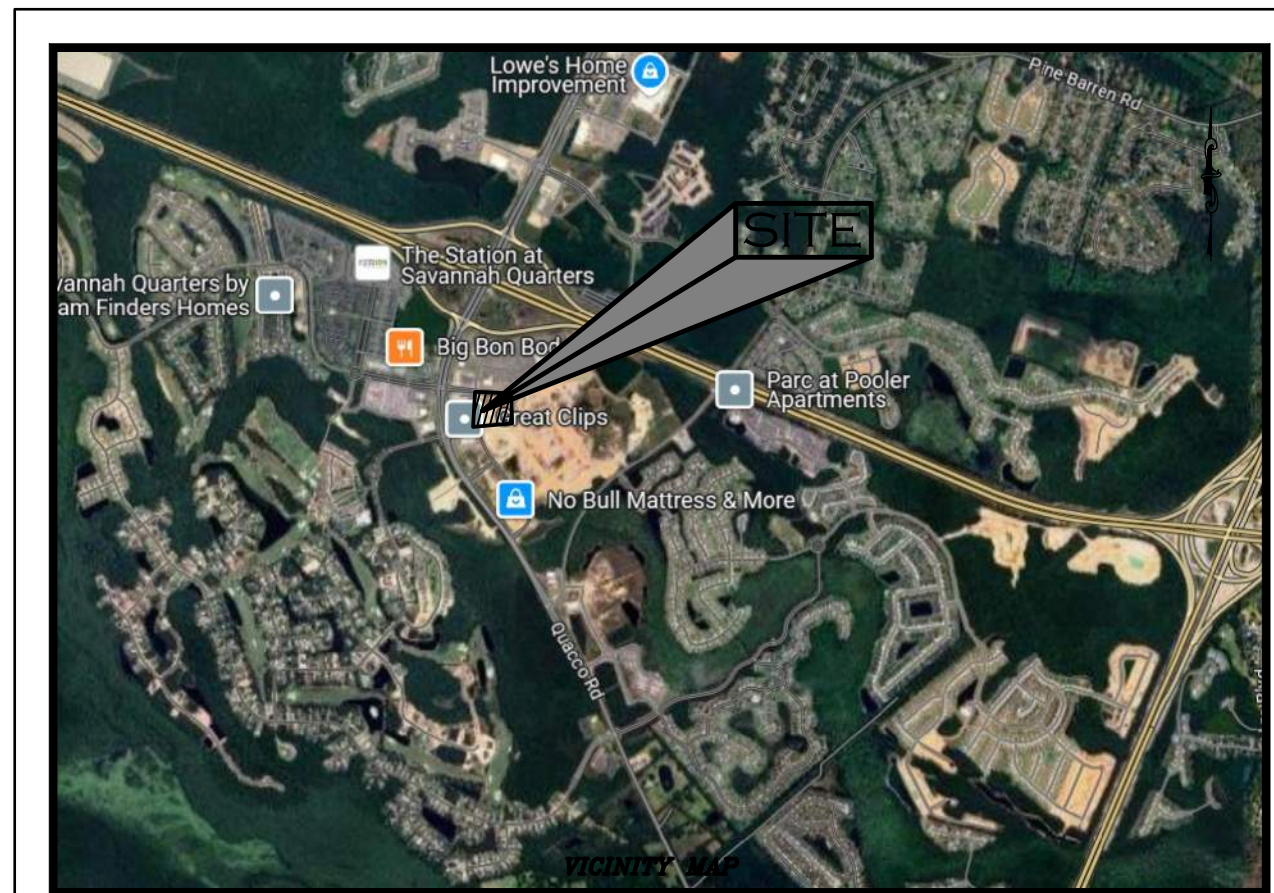 Lowe's Home
Improvement
Pine Barren Rd
SITE
The Station at
Savannah Quarters
vannah Quarters by
am Finders Homes
Big Bon Bod
Parc at Pooler
Apartments
reat Clips
No Bull Mattress & More
Quacco Rd
Blvd
VICINITY MAP